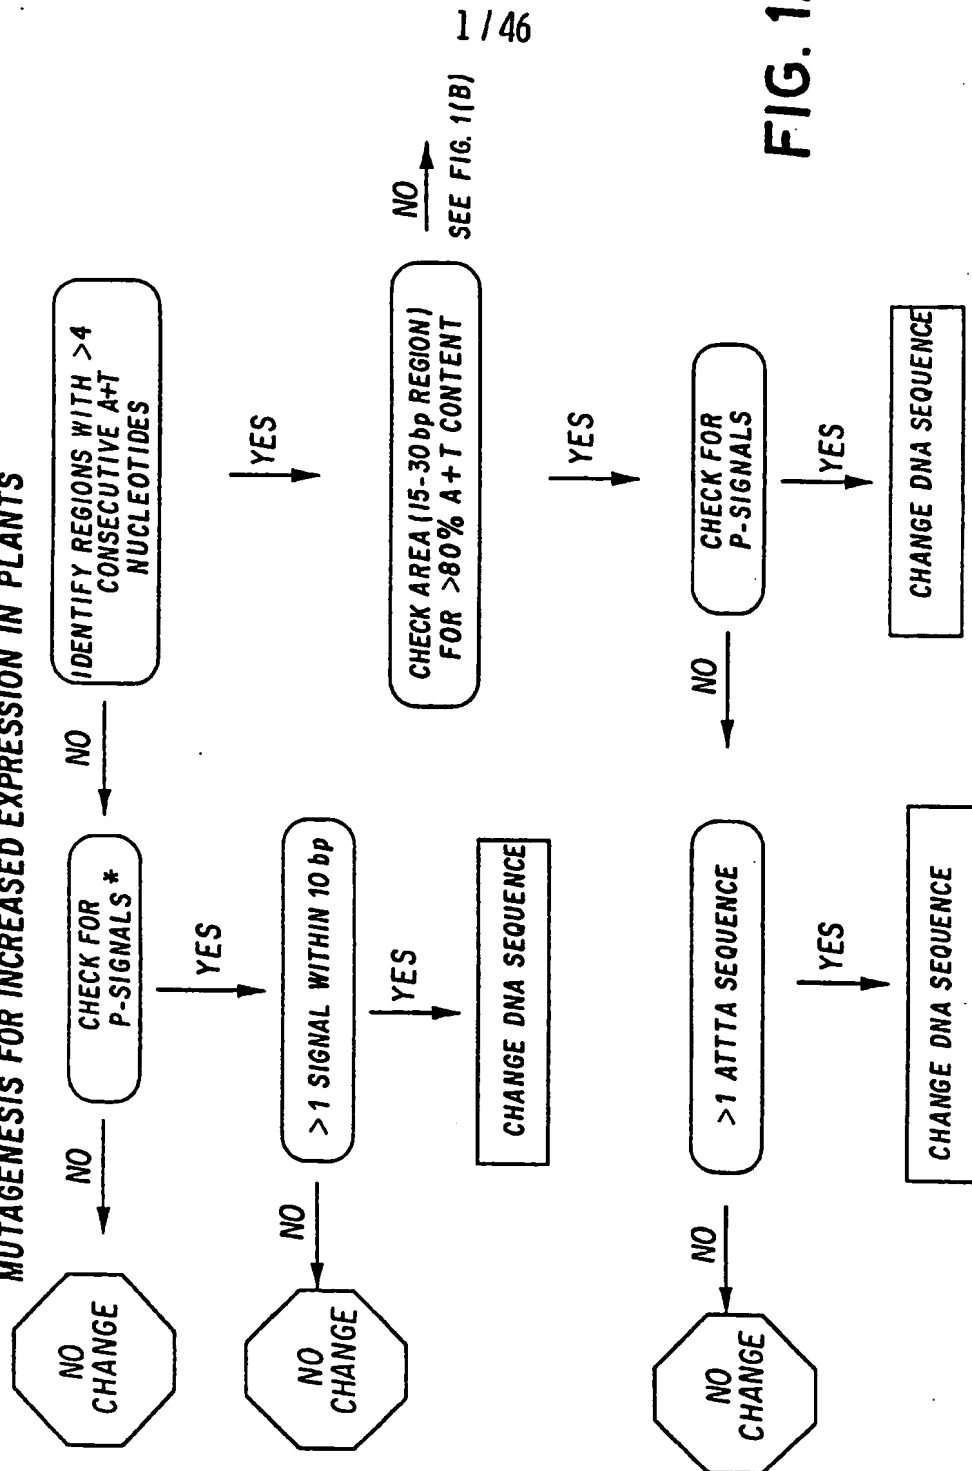 1 / 46
MUTAGENESIS FOR INCREASED EXPRESSION IN PLANTS
IDENTIFY REGIONS WITH >4
CONSECUTIVE A+T
NUCLEOTIDES
NO
CHECK FOR
P-SIGNALS *
NO
NO
CHANGE
YES
YES
CHECK AREA (15-30 bp REGION)
FOR >80% A + T CONTENT
NO
SEE FIG. 1(B)
>1 SIGNAL WITHIN 10 bp
NO
NO
CHANGE
YES
CHANGE DNA SEQUENCE
YES
CHECK FOR
P-SIGNALS
NO
>1 ATTTA SEQUENCE
NO
NO
CHANGE
YES
CHANGE DNA SEQUENCE
YES
CHANGE DNA SEQUENCE
FIG.